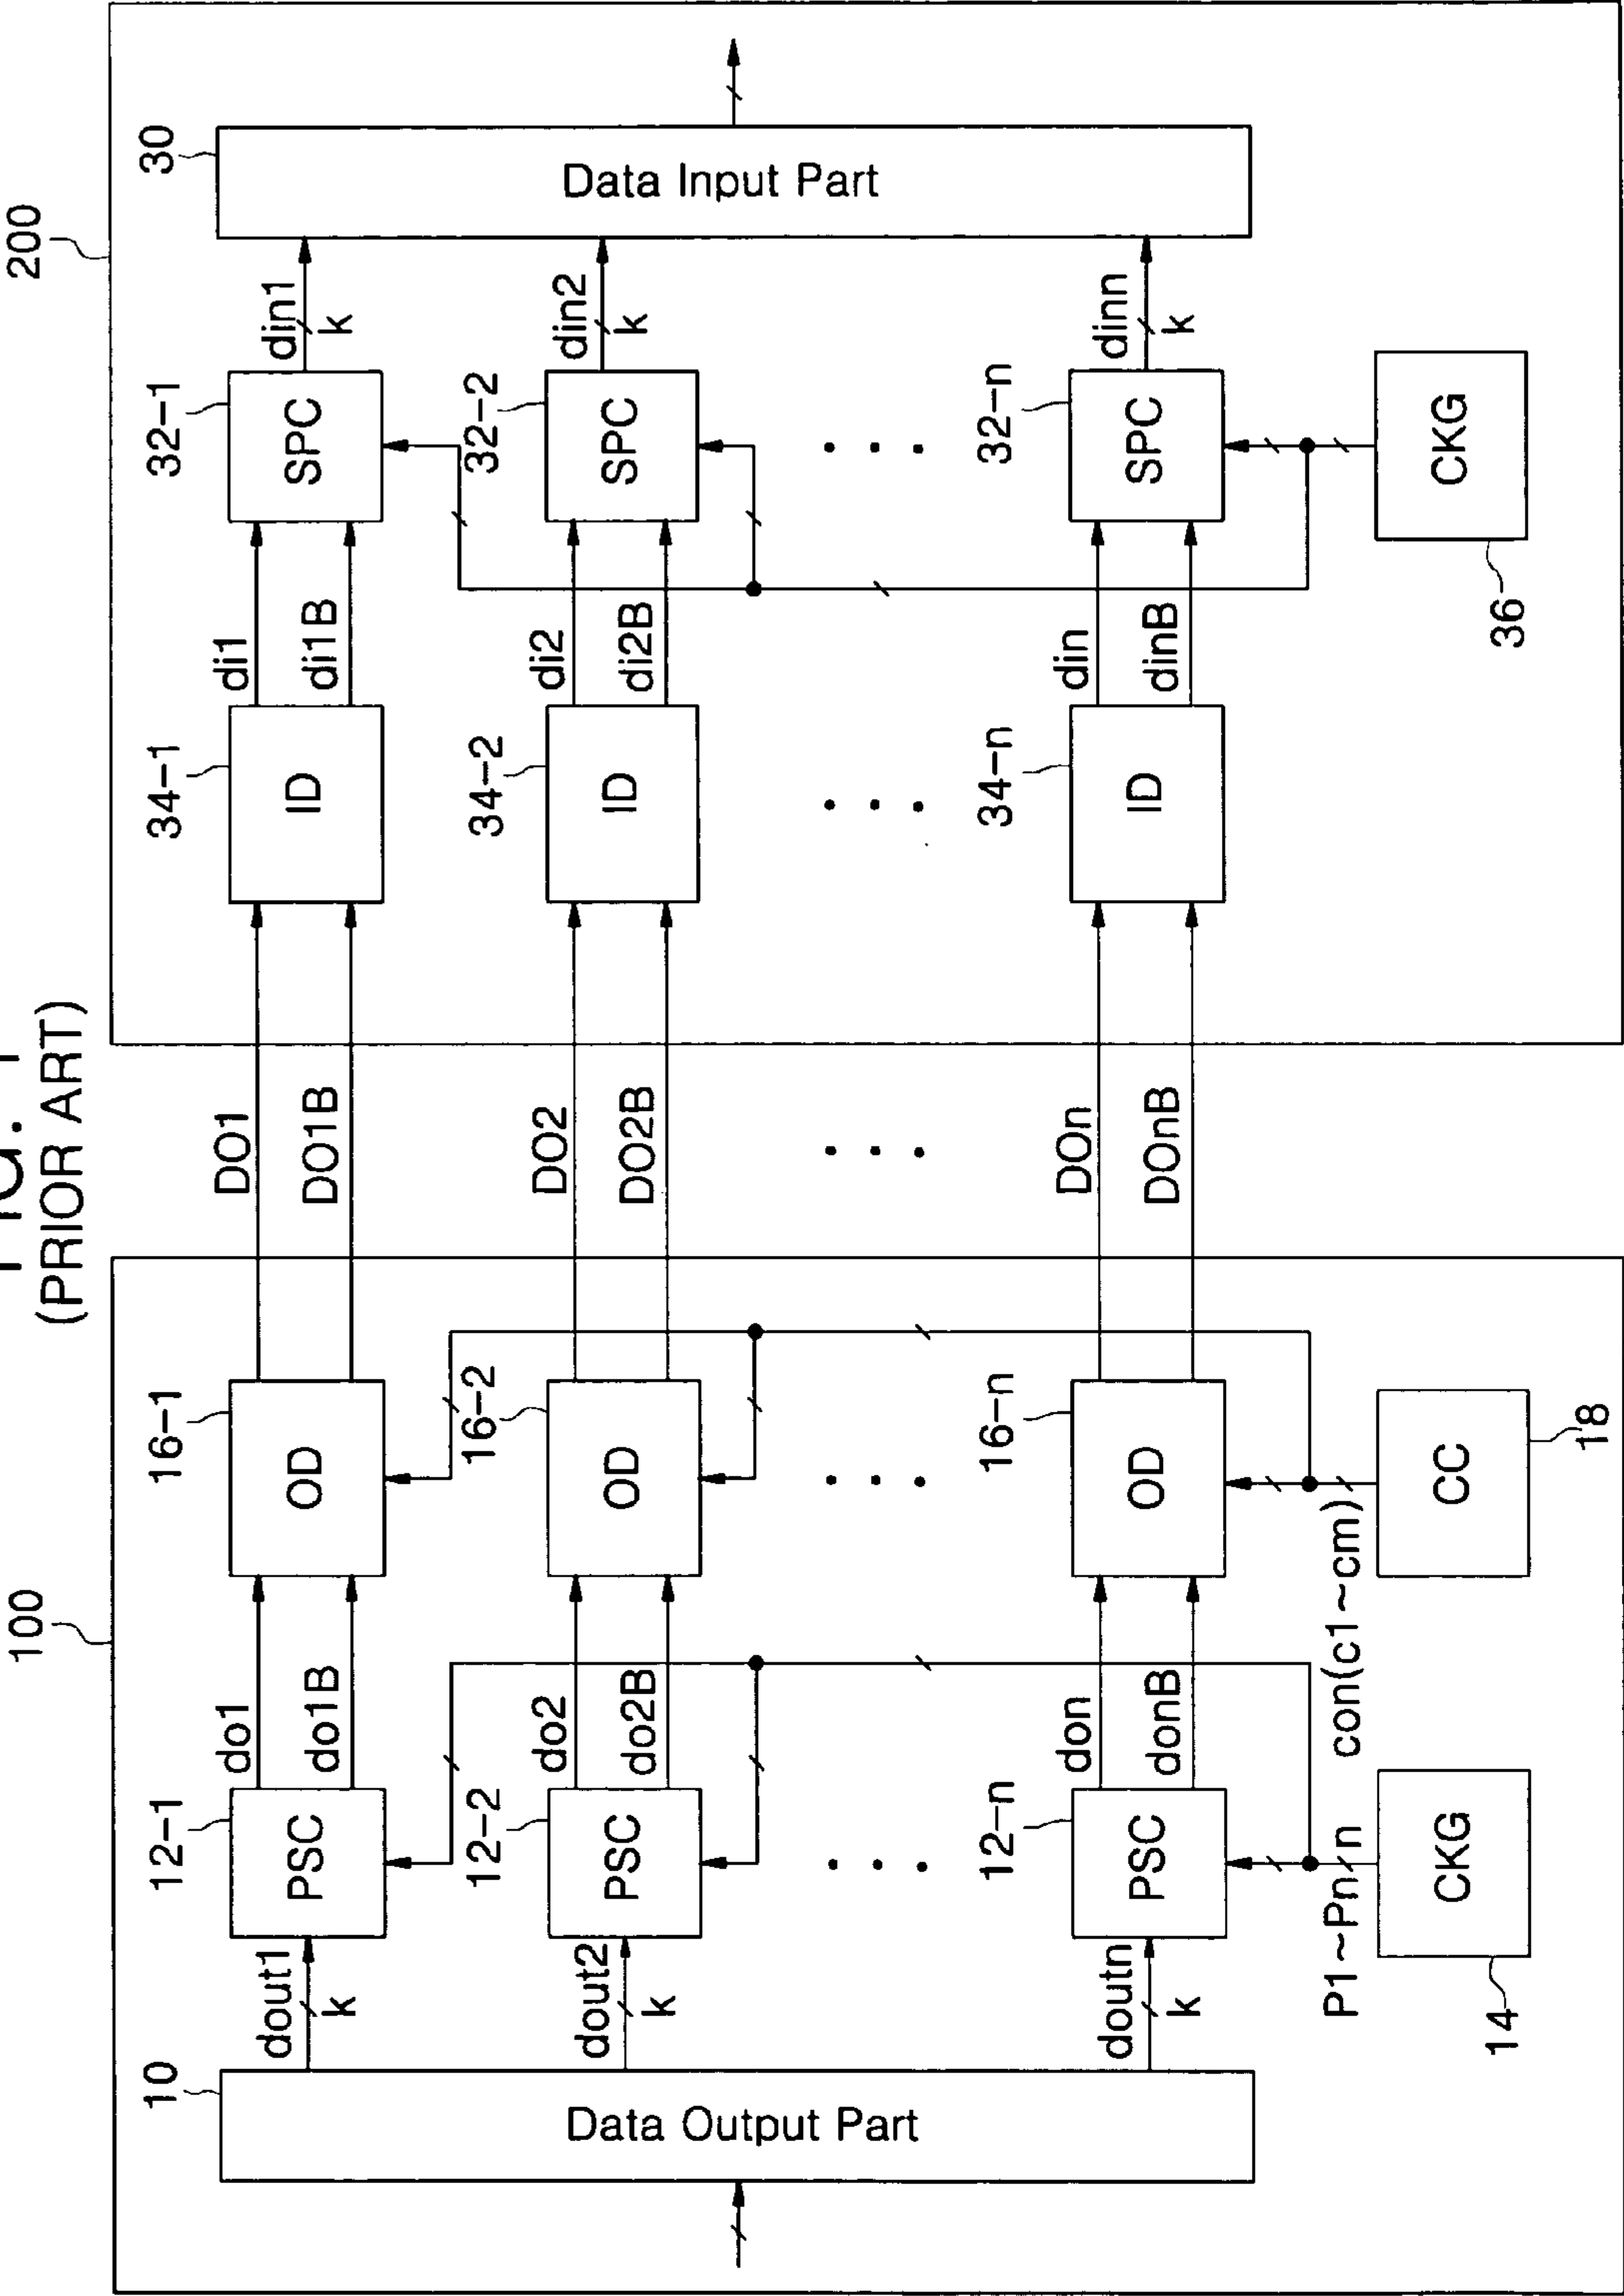 (PRIOR ART)
100
200
10
Data Output Part
dout1
k
12-1
PSC
do1
do1B
16-1
OD
DO1
DO1B
34-1
ID
di1
di1B
32-1
SPC
din1
k
30
Data Input Part
dout2
k
12-2
PSC
do2
do2B
16-2
OD
DO2
DO2B
34-2
ID
di2
di2B
32-2
SPC
din2
k
doutn
k
12-n
PSC
don
donB
16-n
OD
DOn
DOnB
34-n
ID
din
dinB
32-n
SPC
dinn
k
P1~Pn
n
con(c1~cm)
14
CKG
CC
18
36
CKG